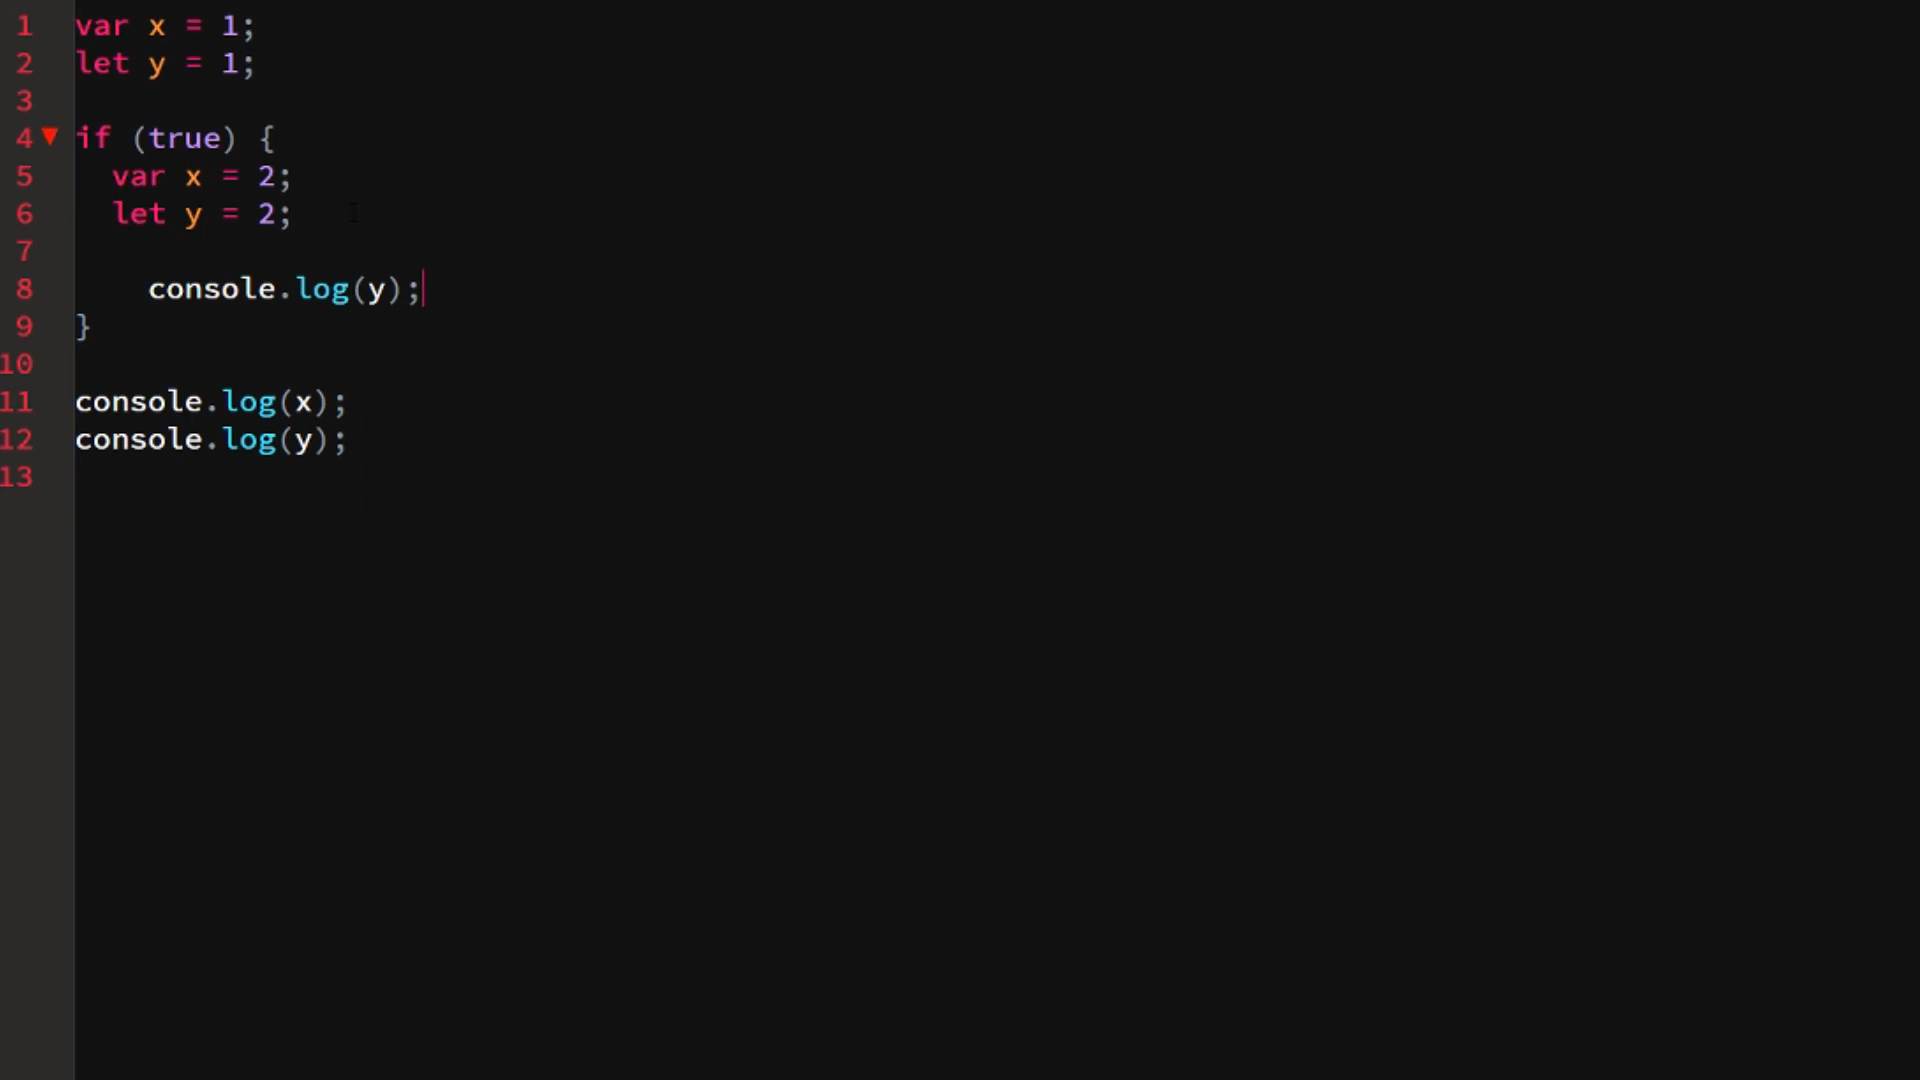 1 var x = 1;
2 let y = 1;
3
4 if (true) {
5   var x = 2;
6   let y = 2;
7
8     console.log(y);
9 }
10
11 console.log(x);
12 console.log(y);
13